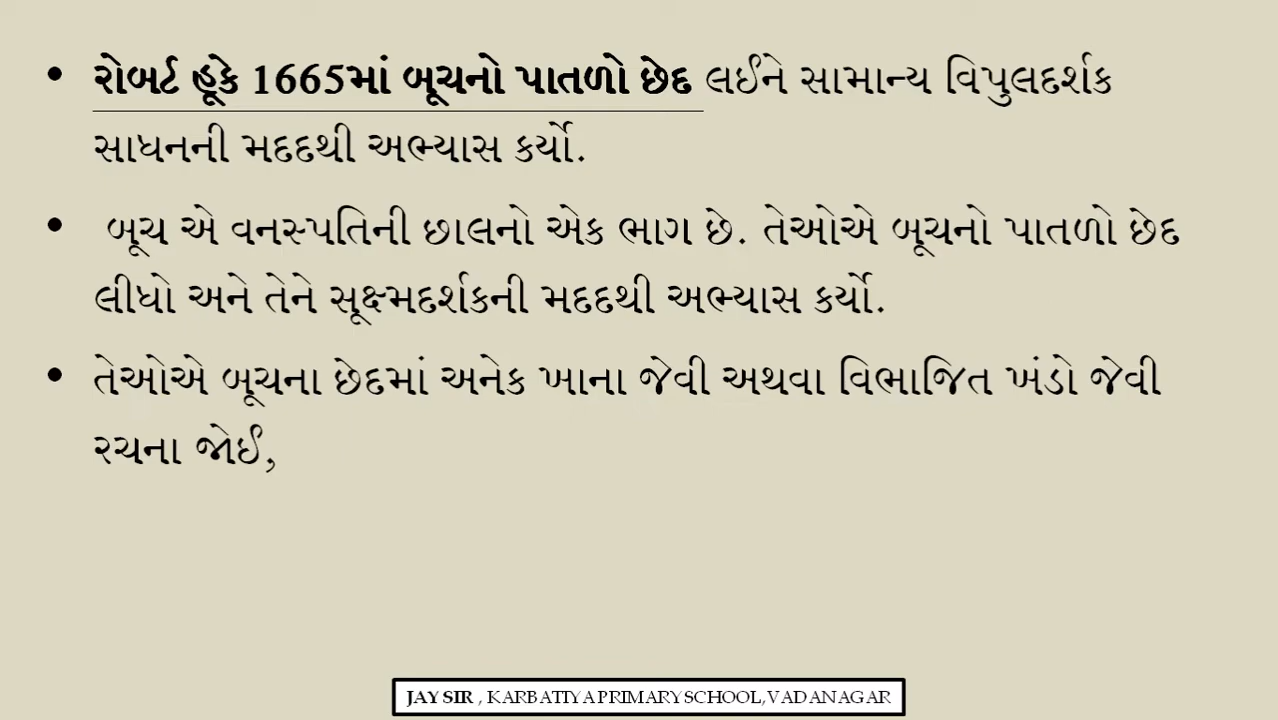 • રોબર્ટ હૂકે 1665માં બૂચનો પાતળો છેદ લઈને સામાન્ય વિપુલદર્શક
સાધનની મદદથી અભ્યાસ કર્યો.
• બૂચ એ વનસ્પતિની છાલનો એક ભાગ છે. તેઓએ બૂચનો પાતળો છેદ
લીધો અને તેને સૂક્ષ્મદર્શકની મદદથી અભ્યાસ કર્યો.
• તેઓએ બૂચના છેદમાં અનેક ખાના જેવી અથવા વિભાજિત ખંડો જેવી
રચના જોઈ,
JAY SIR , KARBATIYA PRIMARY SCHOOL, VADANAGAR